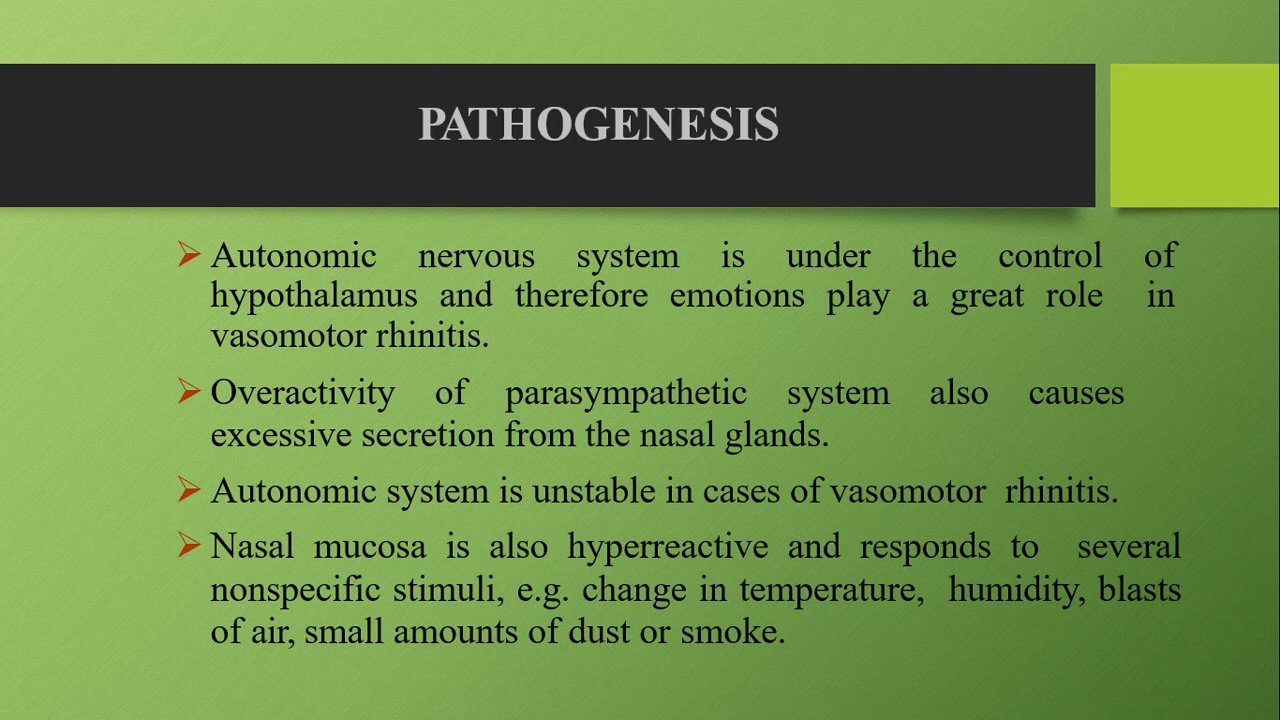 PATHOGENESIS
Autonomic nervous system is under the control of
hypothalamus and therefore emotions play a great role in
vasomotor rhinitis.
Overactivity of parasympathetic system also causes
excessive secretion from the nasal glands.
Autonomic system is unstable in cases of vasomotor rhinitis.
Nasal mucosa is also hyperreactive and responds to several
nonspecific stimuli, e.g. change in temperature, humidity, blasts
of air, small amounts of dust or smoke.